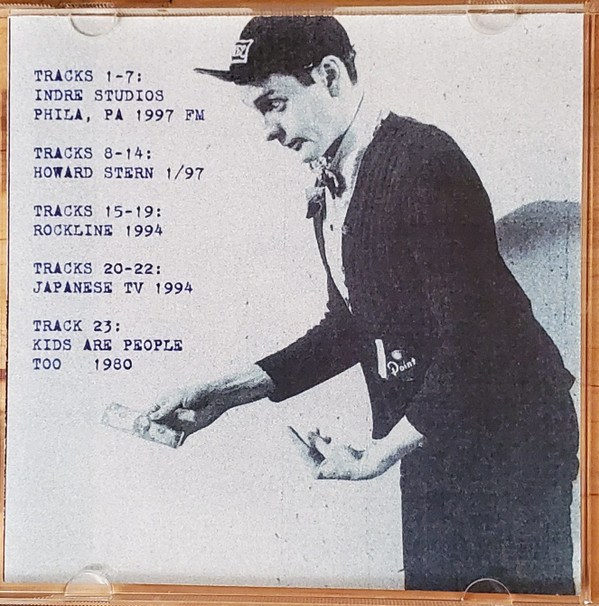 TRACKS 1-7:
INDRE STUDIOS
PHILA, PA 1997 FM
TRACKS 8-14:
HOWARD STERN 1/97
TRACKS 15-19:
ROCKLINE 1994
TRACKS 20-22:
JAPANESE TV 1994
TRACK 23:
KIDS ARE PEOPLE
TOO 1980
Point